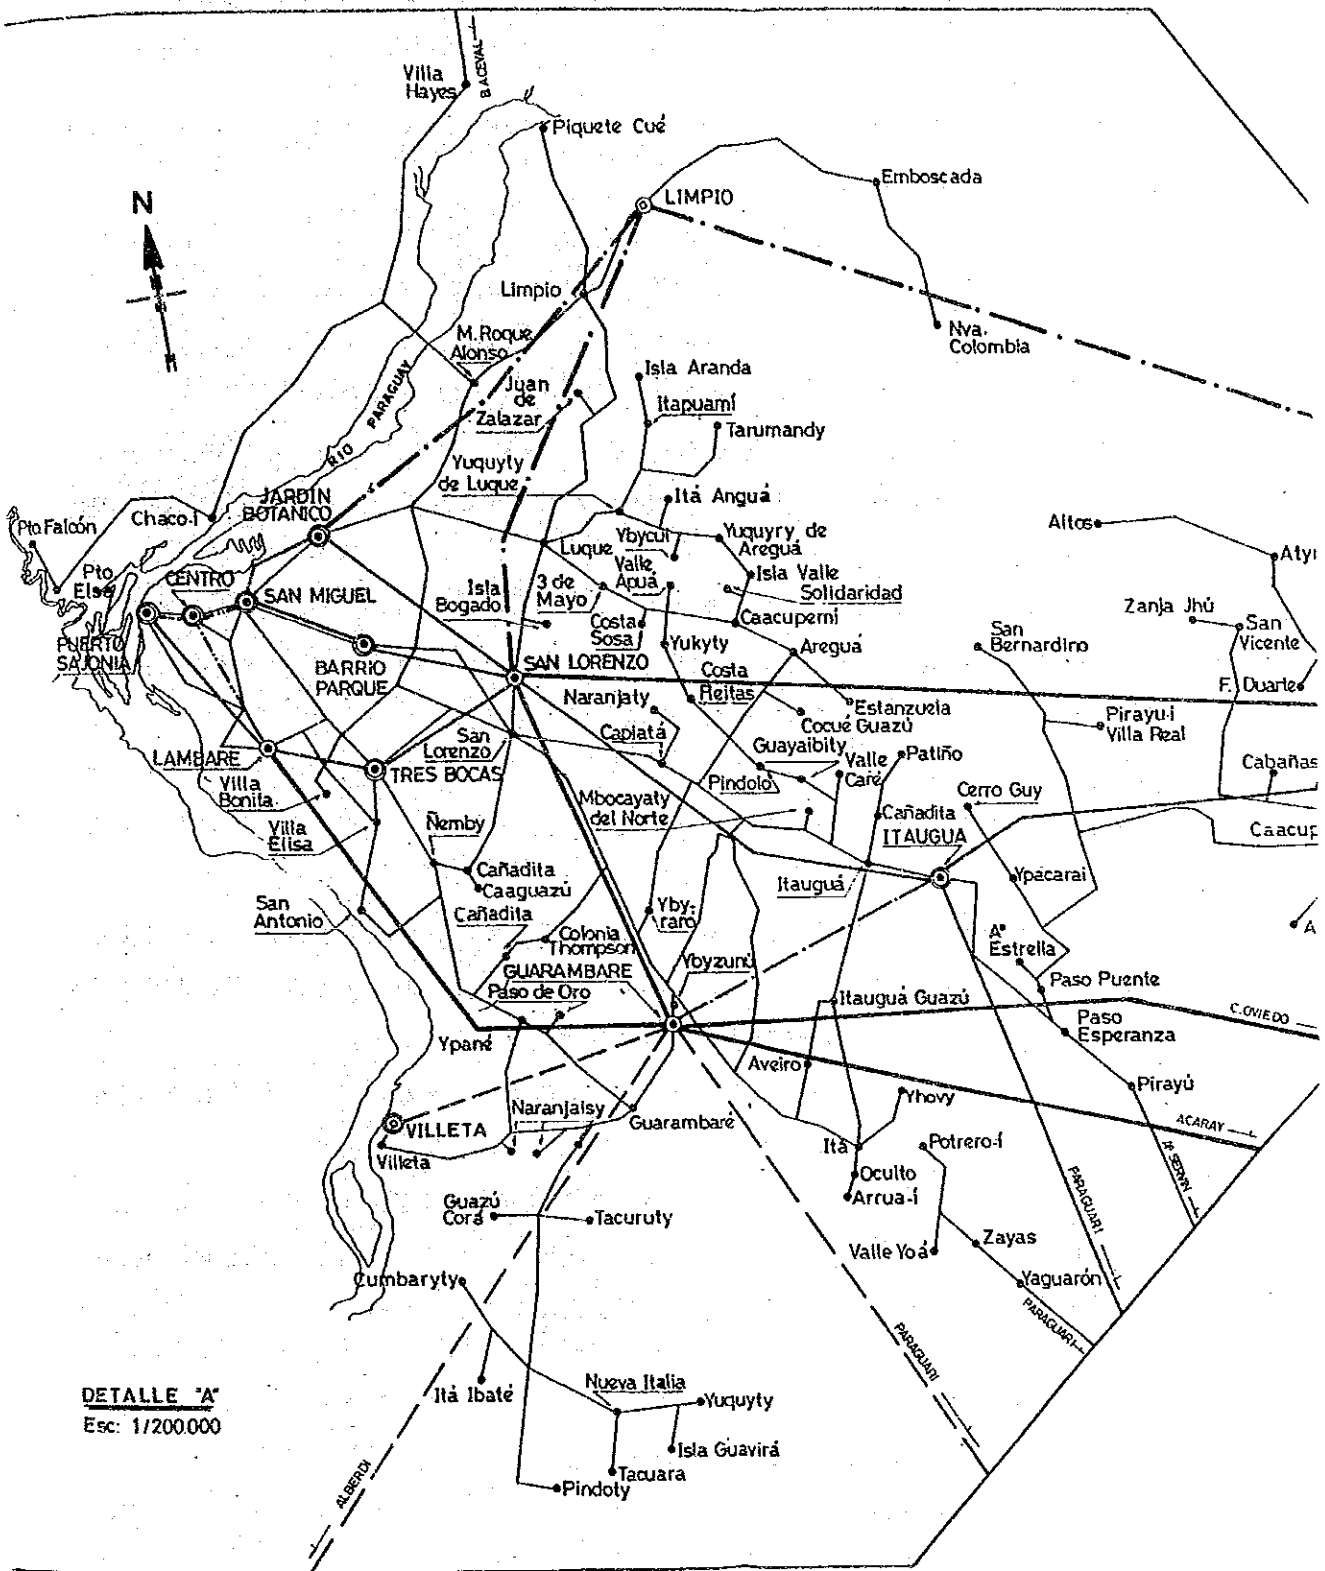 Villa
Hayes
B. ACEVAL
Piquete Cué
Emboscada
N
LIMPIO
Limpio
Nva.
Colombia
M. Roque
Alonso
Isla Aranda
Juan
de
Zalazar
Itapuamí
Tarumandy
RIO PARAGUAY
Yuquyty
de Luque
Itá Anguá
JARDIN
BOTANICO
Pto Falcón
Chaco-í
Altos
Ybycuí
Yuquyry de
Areguá
Luque
Valle
Apuá
Pto
Elsa
CENTRO
SAN MIGUEL
Isla
Bogado
3 de
Mayo
Isla Valle
Solidaridad
Zanja Jhú
San
Vicente
Costa
Sosa
Caacupemí
San
Bernardino
PUERTO
SAJONIA
BARRIO
PARQUE
SAN LORENZO
Yukyty
Areguá
Costa
Fleitas
F. Duarte
Naranjaty
Estanzuela
Cocué Guazú
Pirayu-i
Villa Real
San
Lorenzo
Capiatá
Guayaibity
Patiño
LAMBARE
TRES BOCAS
Pindolo
Valle
Caré
Cabañas
Villa
Bonita
Mbocayaty
del Norte
Cerro Guy
Villa
Elisa
Ñemby
Cañadita
ITAUGUA
Cañadita
Caaguazú
Itauguá
Ypacarai
San
Antonio
Cañadita
Yby-
raro
Colonia
Thompson
Aº
Estrella
GUARAMBARE
Ybyzunú
Paso Puente
Paso de Oro
Itauguá Guazú
Paso
Esperanza
C. OVIEDO
Ypané
Aveiro
Pirayú
Yhovy
Naranjaisy
VILLETA
Guarambaré
ACARAY
Villeta
Itá
Potrero-í
Oculto
Arrua-í
PARAGUARI
Guazú
Corá
Tacuruty
Valle Yoá
Zayas
Cumbaryty
Yaguarón
PARAGUARI
PARAGUARI
DETALLE "A"
Esc: 1/200.000
Itá Ibaté
Nueva Italia
Yuquyty
Isla Guavirá
Tacuara
Pindoty
ALBERDI